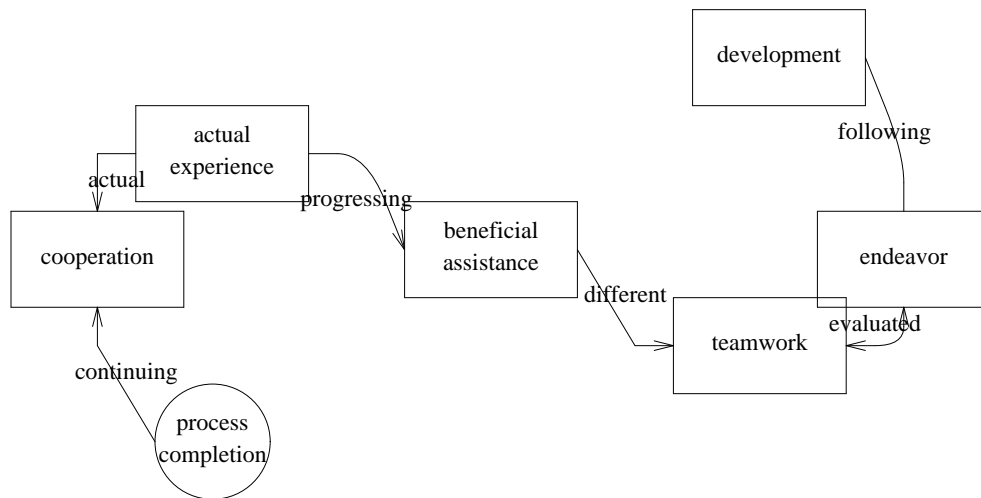 development
following
actual
experience
actual
progressing
cooperation
beneficial
assistance
endeavor
different
evaluated
teamwork
continuing
process
completion